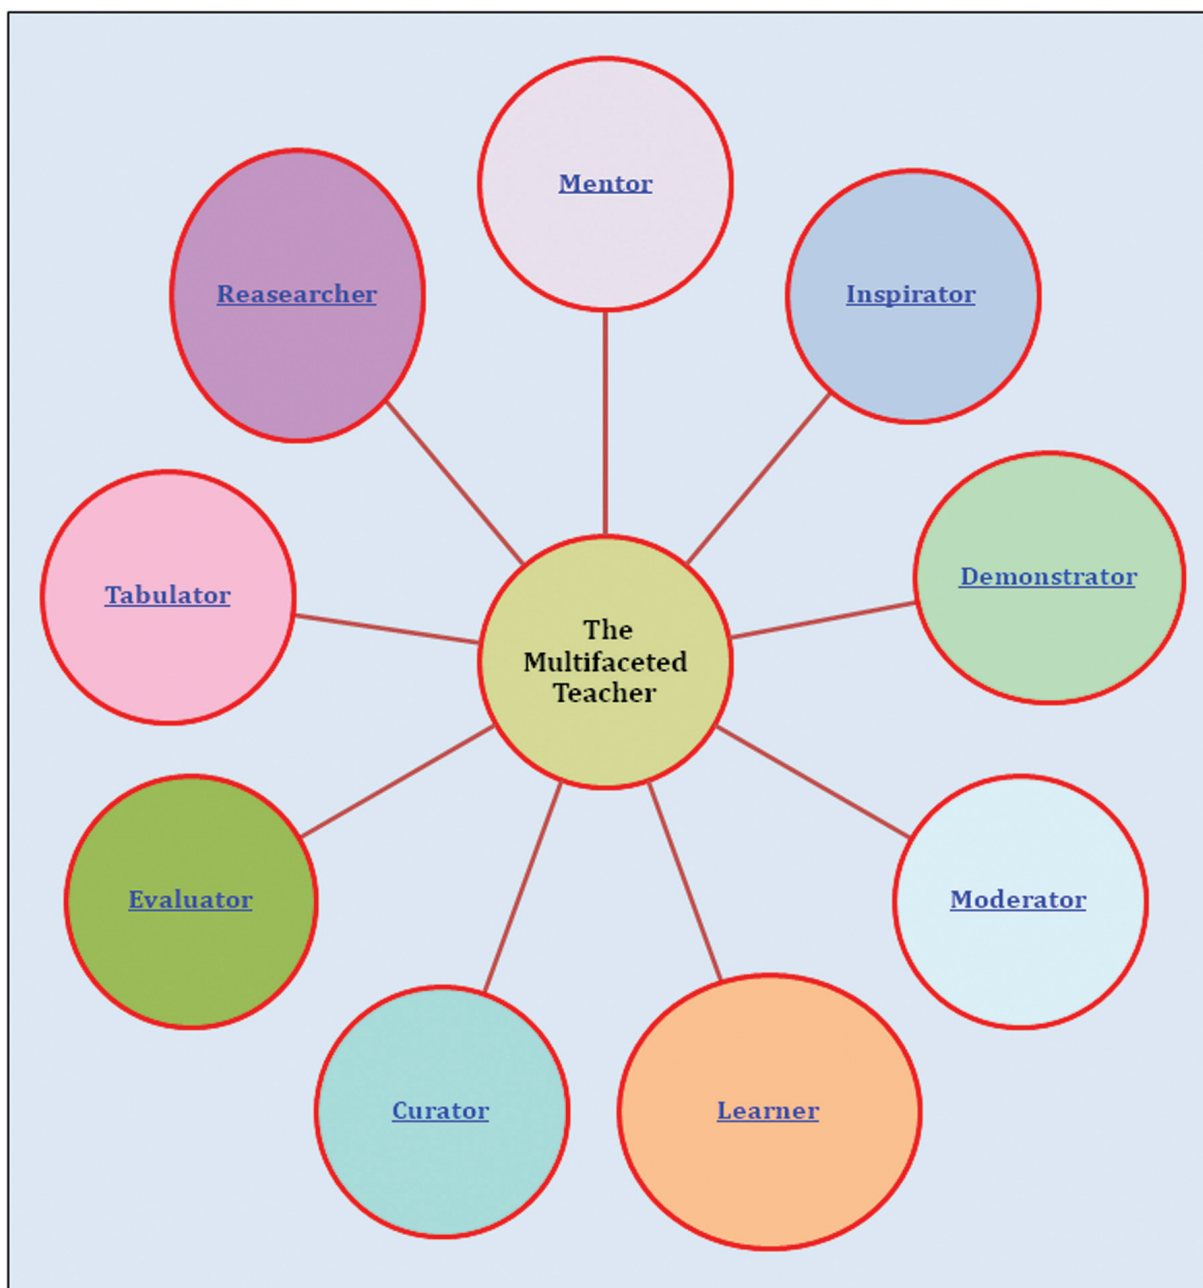 Mentor
Inspirator
Reasearcher
Demonstrator
Tabulator
The
Multifaceted
Teacher
Evaluator
Moderator
Curator
Learner